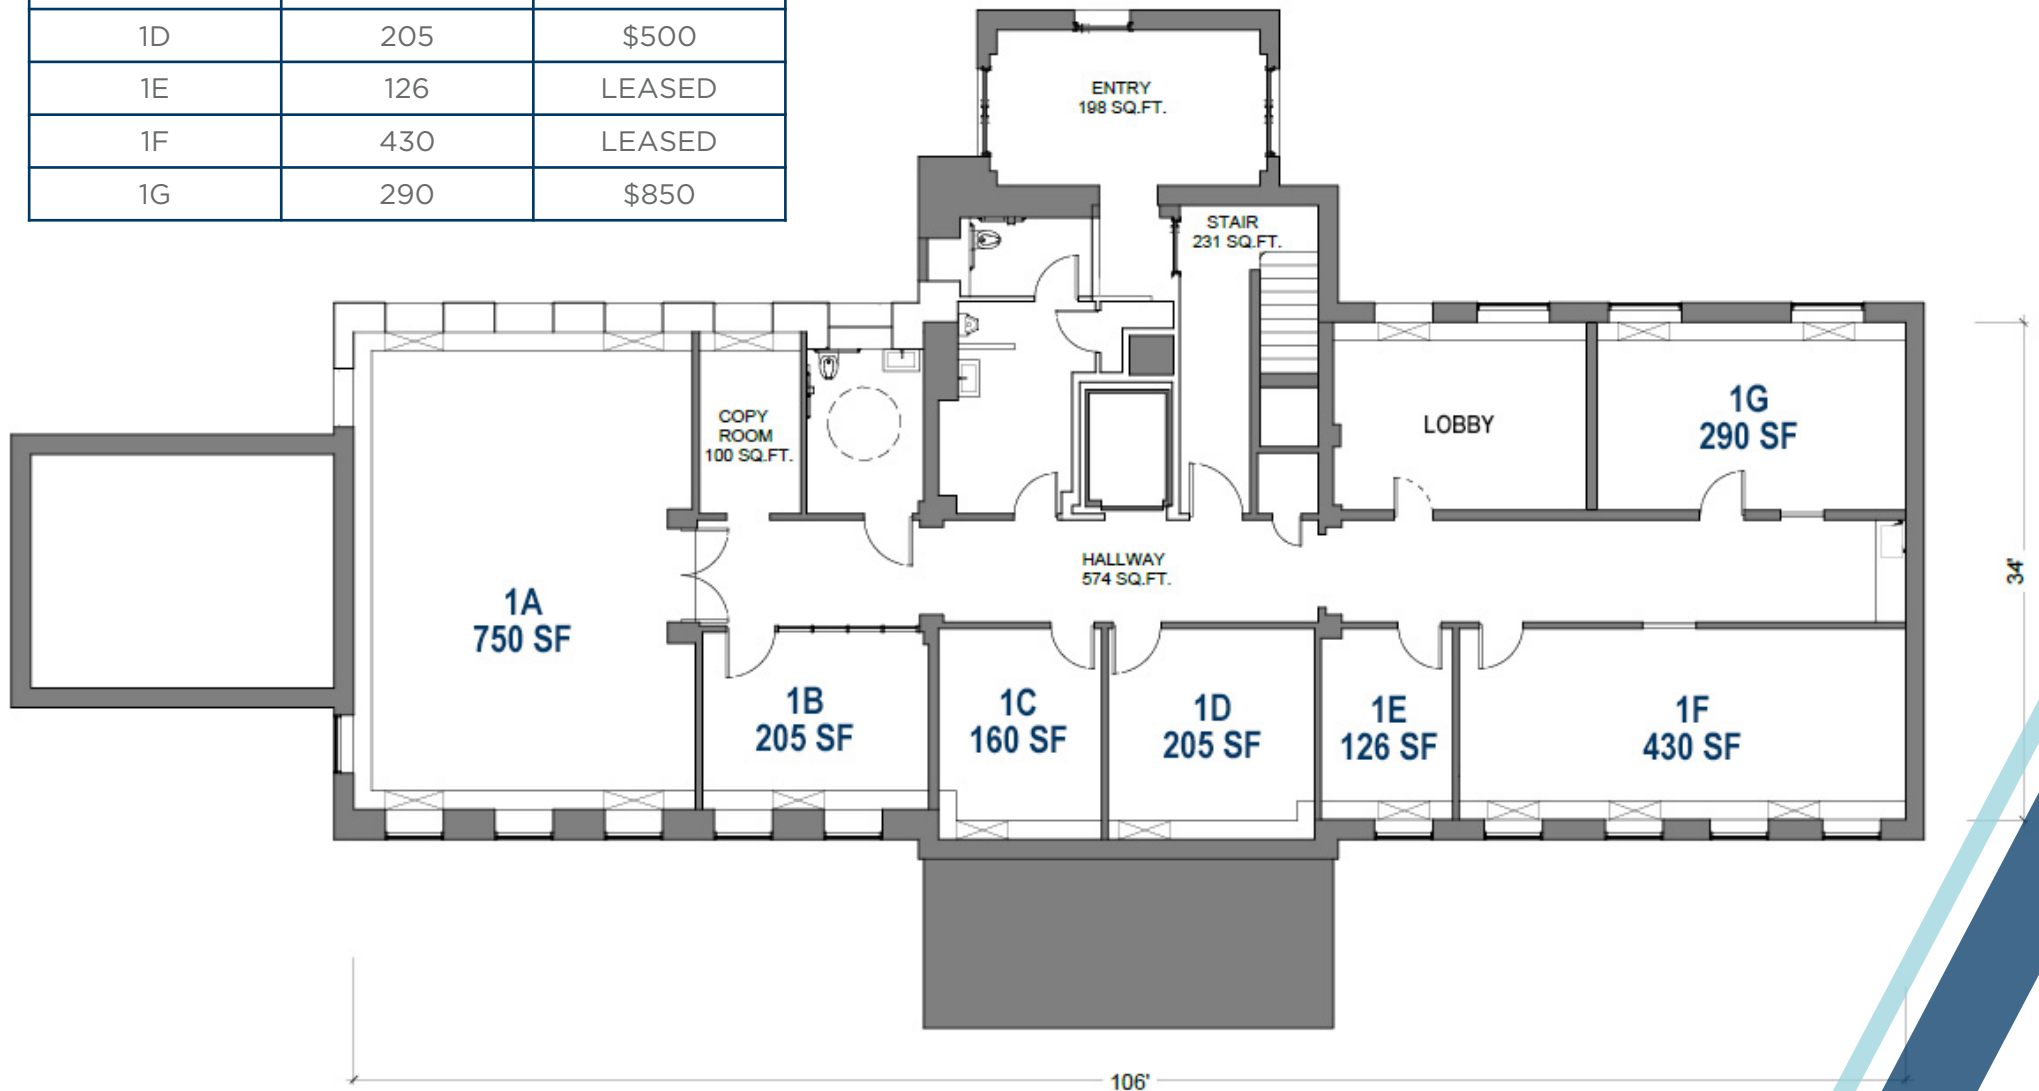 1D 205 $500
1E 126 LEASED
1F 430 LEASED
1G 290 $850
ENTRY
198 SQ.FT.
STAIR
231 SQ.FT.
COPY
ROOM
100 SQ.FT.
LOBBY
1G
290 SF
HALLWAY
574 SQ.FT.
34'
1A
750 SF
1B
205 SF
1C
160 SF
1D
205 SF
1E
126 SF
1F
430 SF
106'